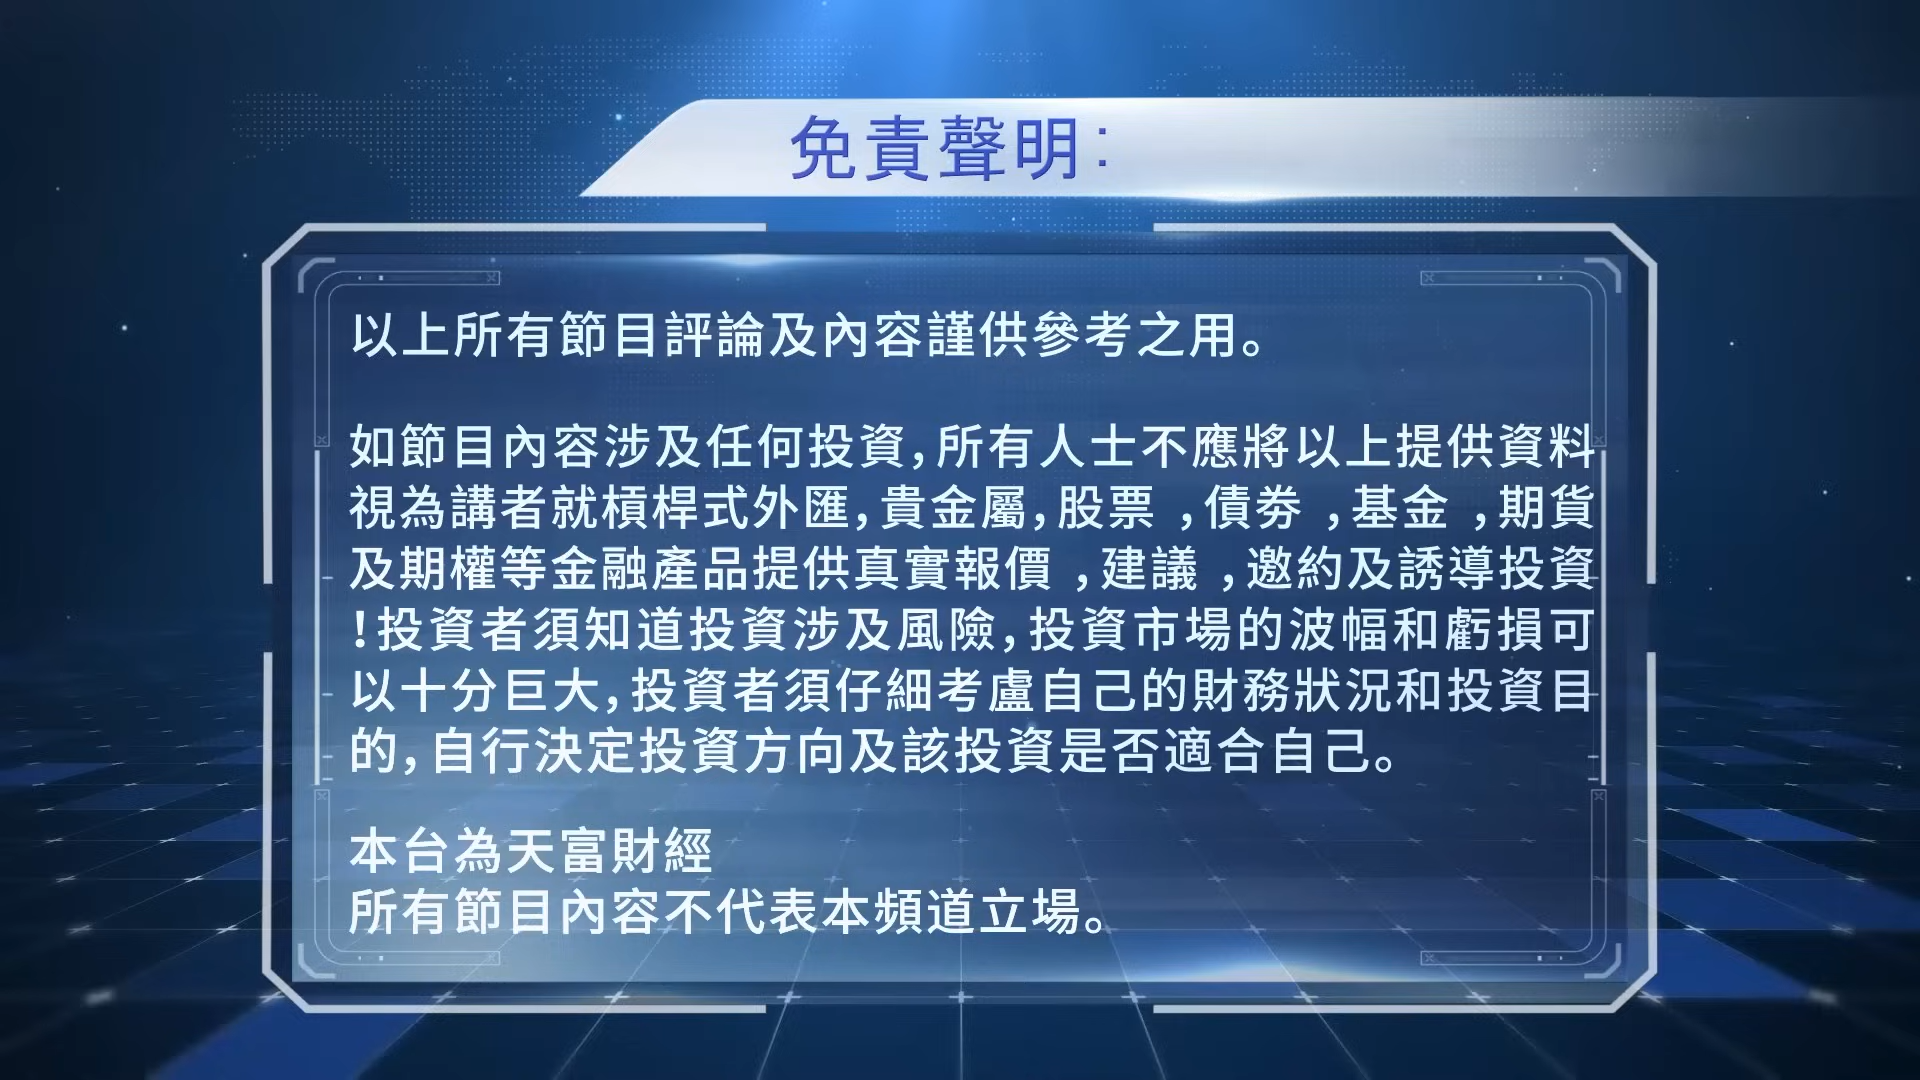 免責聲明：
以上所有節目評論及內容謹供參考之用。
如節目內容涉及任何投資，所有人士不應將以上提供資料
視為講者就槓桿式外匯，貴金屬，股票 ，債劵 ，基金 ，期貨
及期權等金融產品提供真實報價 ，建議 ，邀約及誘導投資
！投資者須知道投資涉及風險，投資市場的波幅和虧損可
以十分巨大，投資者須仔細考盧自己的財務狀況和投資目
的，自行決定投資方向及該投資是否適合自己。
本台為天富財經
所有節目內容不代表本頻道立場。